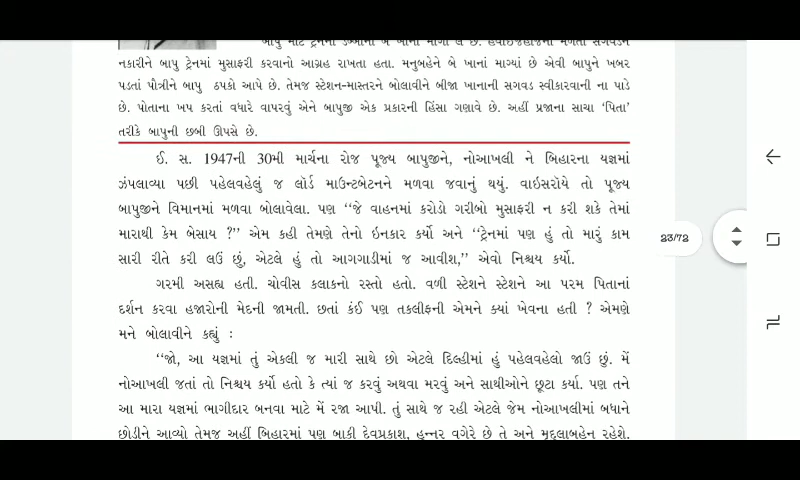 બાપુ માટે ટ્રેનના ડબ્બાનાં બે ખાનાં માગી લે છે. હવાઈજહાજની મળતી સગવડને
નકારીને બાપુ ટ્રેનમાં મુસાફરી કરવાનો આગ્રહ રાખતા હતા. મનુબહેને બે ખાનાં માગ્યાં છે એવી બાપુને ખબર
પડતાં પૌત્રીને બાપુ ઠપકો આપે છે. તેમજ સ્ટેશન-માસ્તરને બોલાવીને બીજા ખાનાની સગવડ સ્વીકારવાની ના પાડે
છે. પોતાના ખપ કરતાં વધારે વાપરવું એને બાપુજી એક પ્રકારની હિંસા ગણાવે છે. અહીં પ્રજાના સાચા ‘પિતા’
તરીકે બાપુની છબી ઊપસે છે.
ઈ. સ. 1947ની 30મી માર્ચના રોજ પૂજ્ય બાપુજીને, નોઆખલી ને બિહારના યજ્ઞમાં
ઝંપલાવ્યા પછી પહેલવહેલું જ લૉર્ડ માઉન્ટબેટનને મળવા જવાનું થયું. વાઇસરૉયે તો પૂજ્ય
બાપુજીને વિમાનમાં મળવા બોલાવેલા. પણ “જે વાહનમાં કરોડો ગરીબો મુસાફરી ન કરી શકે તેમાં
મારાથી કેમ બેસાય ?” એમ કહી તેમણે તેનો ઇનકાર કર્યો અને “ટ્રેનમાં પણ હું તો મારું કામ
સારી રીતે કરી લઉં છું, એટલે હું તો આગગાડીમાં જ આવીશ,” એવો નિશ્ચય કર્યો.
ગરમી અસહ્ય હતી. ચોવીસ કલાકનો રસ્તો હતો. વળી સ્ટેશને સ્ટેશને આ પરમ પિતાનાં
દર્શન કરવા હજારોની મેદની જામતી. છતાં કંઈ પણ તકલીફની એમને ક્યાં ખેવના હતી ? એમણે
મને બોલાવીને કહ્યું :
“જો, આ યજ્ઞમાં તું એકલી જ મારી સાથે છો એટલે દિલ્હીમાં હું પહેલવહેલો જાઉં છું. મેં
નોઆખલી જતાં તો નિશ્ચય કર્યો હતો કે ત્યાં જ કરવું અથવા મરવું અને સાથીઓને છૂટા કર્યા. પણ તને
આ મારા યજ્ઞમાં ભાગીદાર બનવા માટે મેં રજા આપી. તું સાથે જ રહી એટલે જેમ નોઆખલીમાં બધાને
છોડીને આવ્યો તેમજ અહીં બિહારમાં પણ બાકી દેવપ્રકાશ, હુન્નર વગેરે છે તે અને મૃદુલાબહેન રહેશે.
23/72